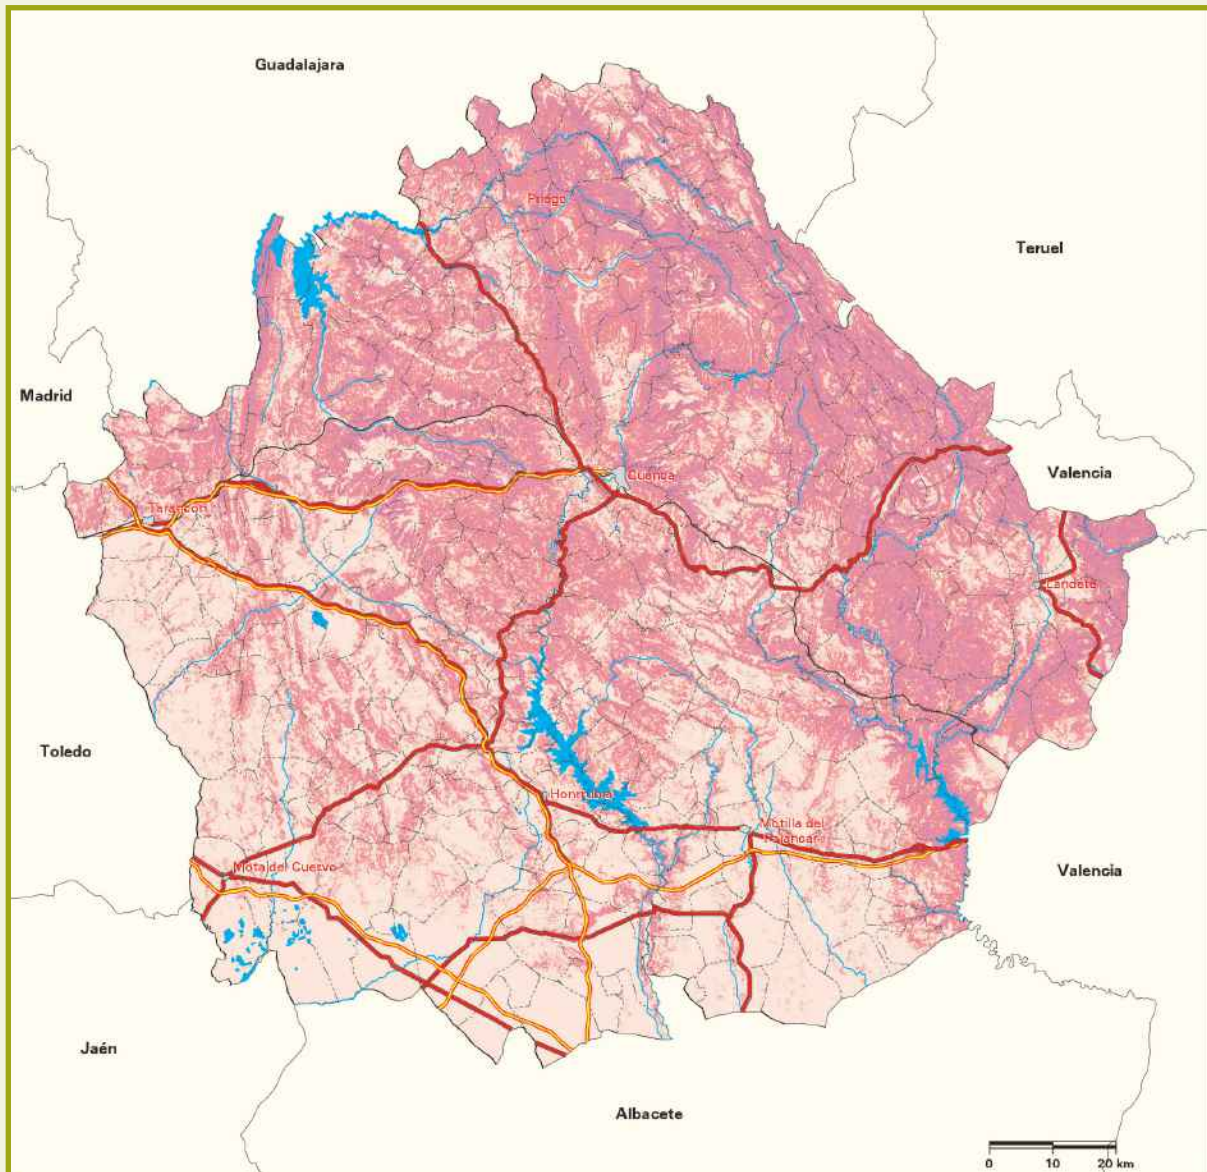 Guadalajara
Priego
Teruel
Madrid
Valencia
Cuenca
Tarancón
Landete
Toledo
Honrubia
Motilla del
Palancar
Mota del Cuervo
Valencia
Jaén
Albacete
0 10 20 km